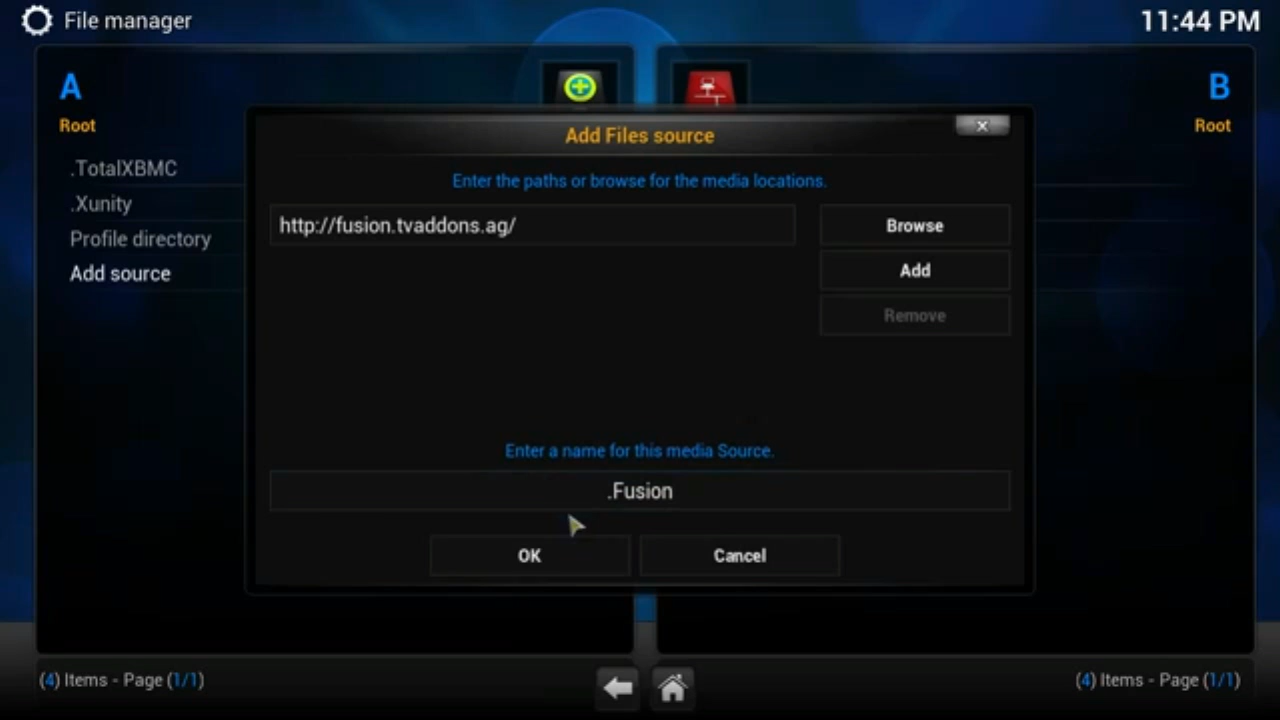 File manager
11:44 PM
A
B
Root
Root
.TotalXBMC
.Xunity
Profile directory
Add source
Add Files source
Enter the paths or browse for the media locations.
http://fusion.tvaddons.ag/
Browse
Add
Remove
Enter a name for this media Source.
.Fusion
OK
Cancel
(4) Items - Page (1/1)
(4) Items - Page (1/1)